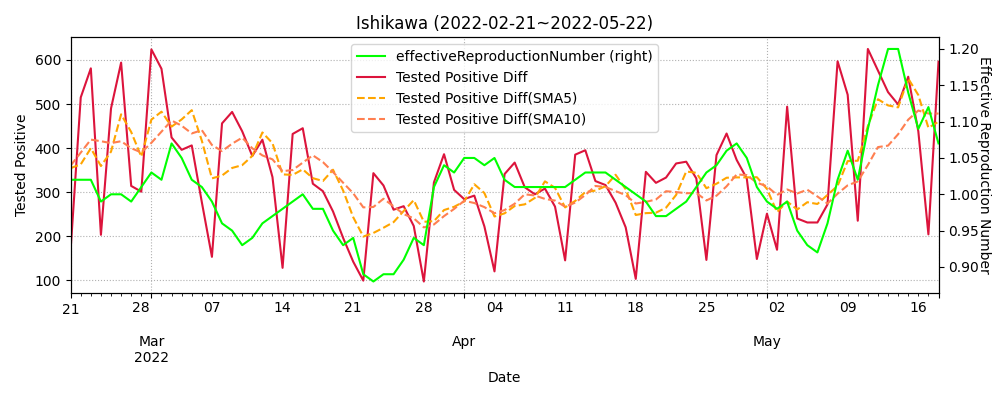 Ishikawa (2022-02-21~2022-05-22)
effectiveReproductionNumber (right)
Tested Positive Diff
Tested Positive Diff(SMA5)
Tested Positive Diff(SMA10)
Tested Positive
600
500
400
300
200
100
1.20
1.15
1.10
1.05
1.00
0.95
0.90
Effective Reproduction Number
21 28 07 14 21 28 04 11 18 25 02 09 16
Mar Apr May
2022
Date